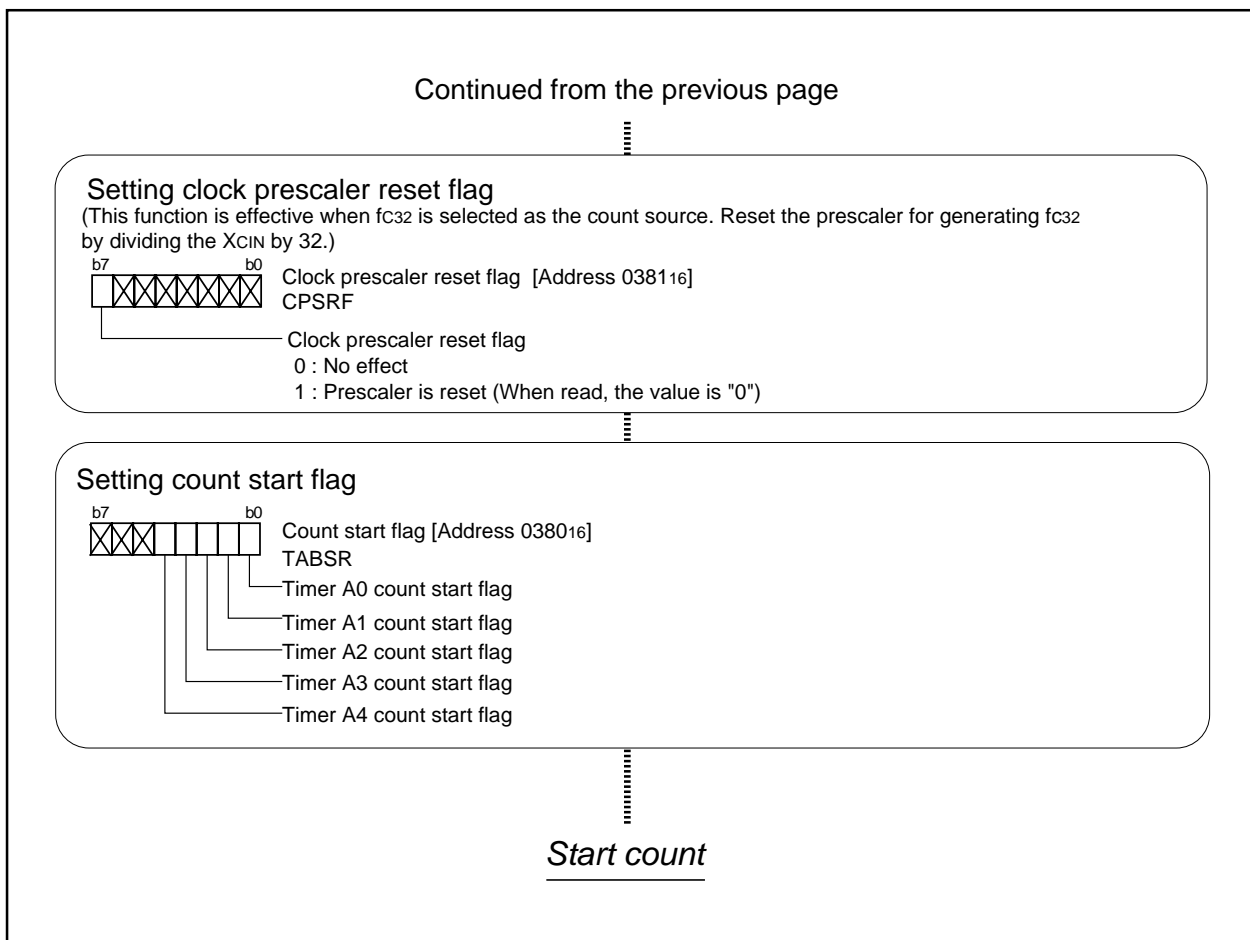 Continued from the previous page
Setting clock prescaler reset flag
(This function is effective when fC32 is selected as the count source. Reset the prescaler for generating fC32
by dividing the XCIN by 32.)
b7 b0
Clock prescaler reset flag [Address 038116]
CPSRF
Clock prescaler reset flag
0 : No effect
1 : Prescaler is reset (When read, the value is "0")
Setting count start flag
b7 b0
Count start flag [Address 038016]
TABSR
Timer A0 count start flag
Timer A1 count start flag
Timer A2 count start flag
Timer A3 count start flag
Timer A4 count start flag
Start count